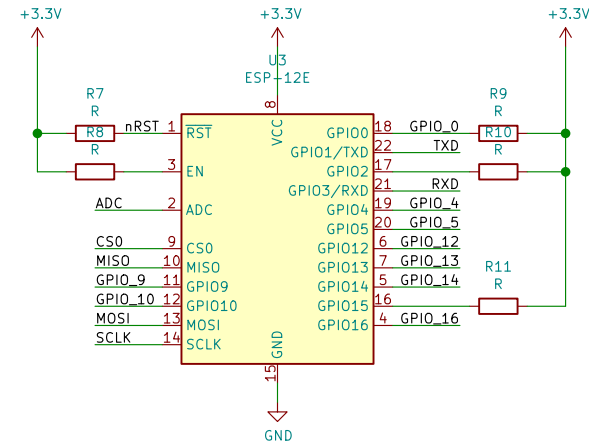 +3.3V
+3.3V
+3.3V
U3
ESP-12E
R7
R
R8
R
R9
R
R10
R
R11
R
nRST
ADC
CS0
MISO
GPIO_9
GPIO_10
MOSI
SCLK
1 RST
3 EN
2 ADC
9 CS0
10 MISO
11 GPIO9
12 GPIO10
13 MOSI
14 SCLK
8 VCC
15 GND
GPIO0 18 GPIO_0
GPIO1/TXD 22 TXD
GPIO2 17
GPIO3/RXD 21 RXD
GPIO4 19 GPIO_4
GPIO5 20 GPIO_5
GPIO12 6 GPIO_12
GPIO13 7 GPIO_13
GPIO14 5 GPIO_14
GPIO15 16
GPIO16 4 GPIO_16
GND